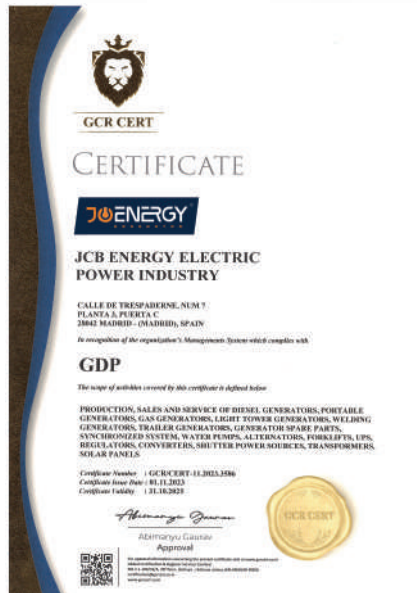 GCR CERT
CERTIFICATE
JCBENERGY
GENERATOR
JCB ENERGY ELECTRIC
POWER INDUSTRY
CALLE DE TRESPADERNE, NUM 7
PLANTA 3, PUERTA C
28042 MADRID - (MADRID), SPAIN
In recognition of the organization's Managements System which complies with
GDP
The scope of activities covered by this certificate is defined below
PRODUCTION, SALES AND SERVICE OF DIESEL GENERATORS, PORTABLE
GENERATORS, GAS GENERATORS, LIGHT TOWER GENERATORS, WELDING
GENERATORS, TRAILER GENERATORS, GENERATOR SPARE PARTS,
SYNCHRONIZED SYSTEM, WATER PUMPS, ALTERNATORS, FORKLIFTS, UPS,
REGULATORS, CONVERTERS, SHUTTER POWER SOURCES, TRANSFORMERS,
SOLAR PANELS
Certificate Number : GCR/CERT-11.2023.3586
Certificate Issue Date : 01.11.2023
Certificate Validity : 31.10.2025
Abimanyu Gaurav
Abimanyu Gaurav
Approval
GCR CERT